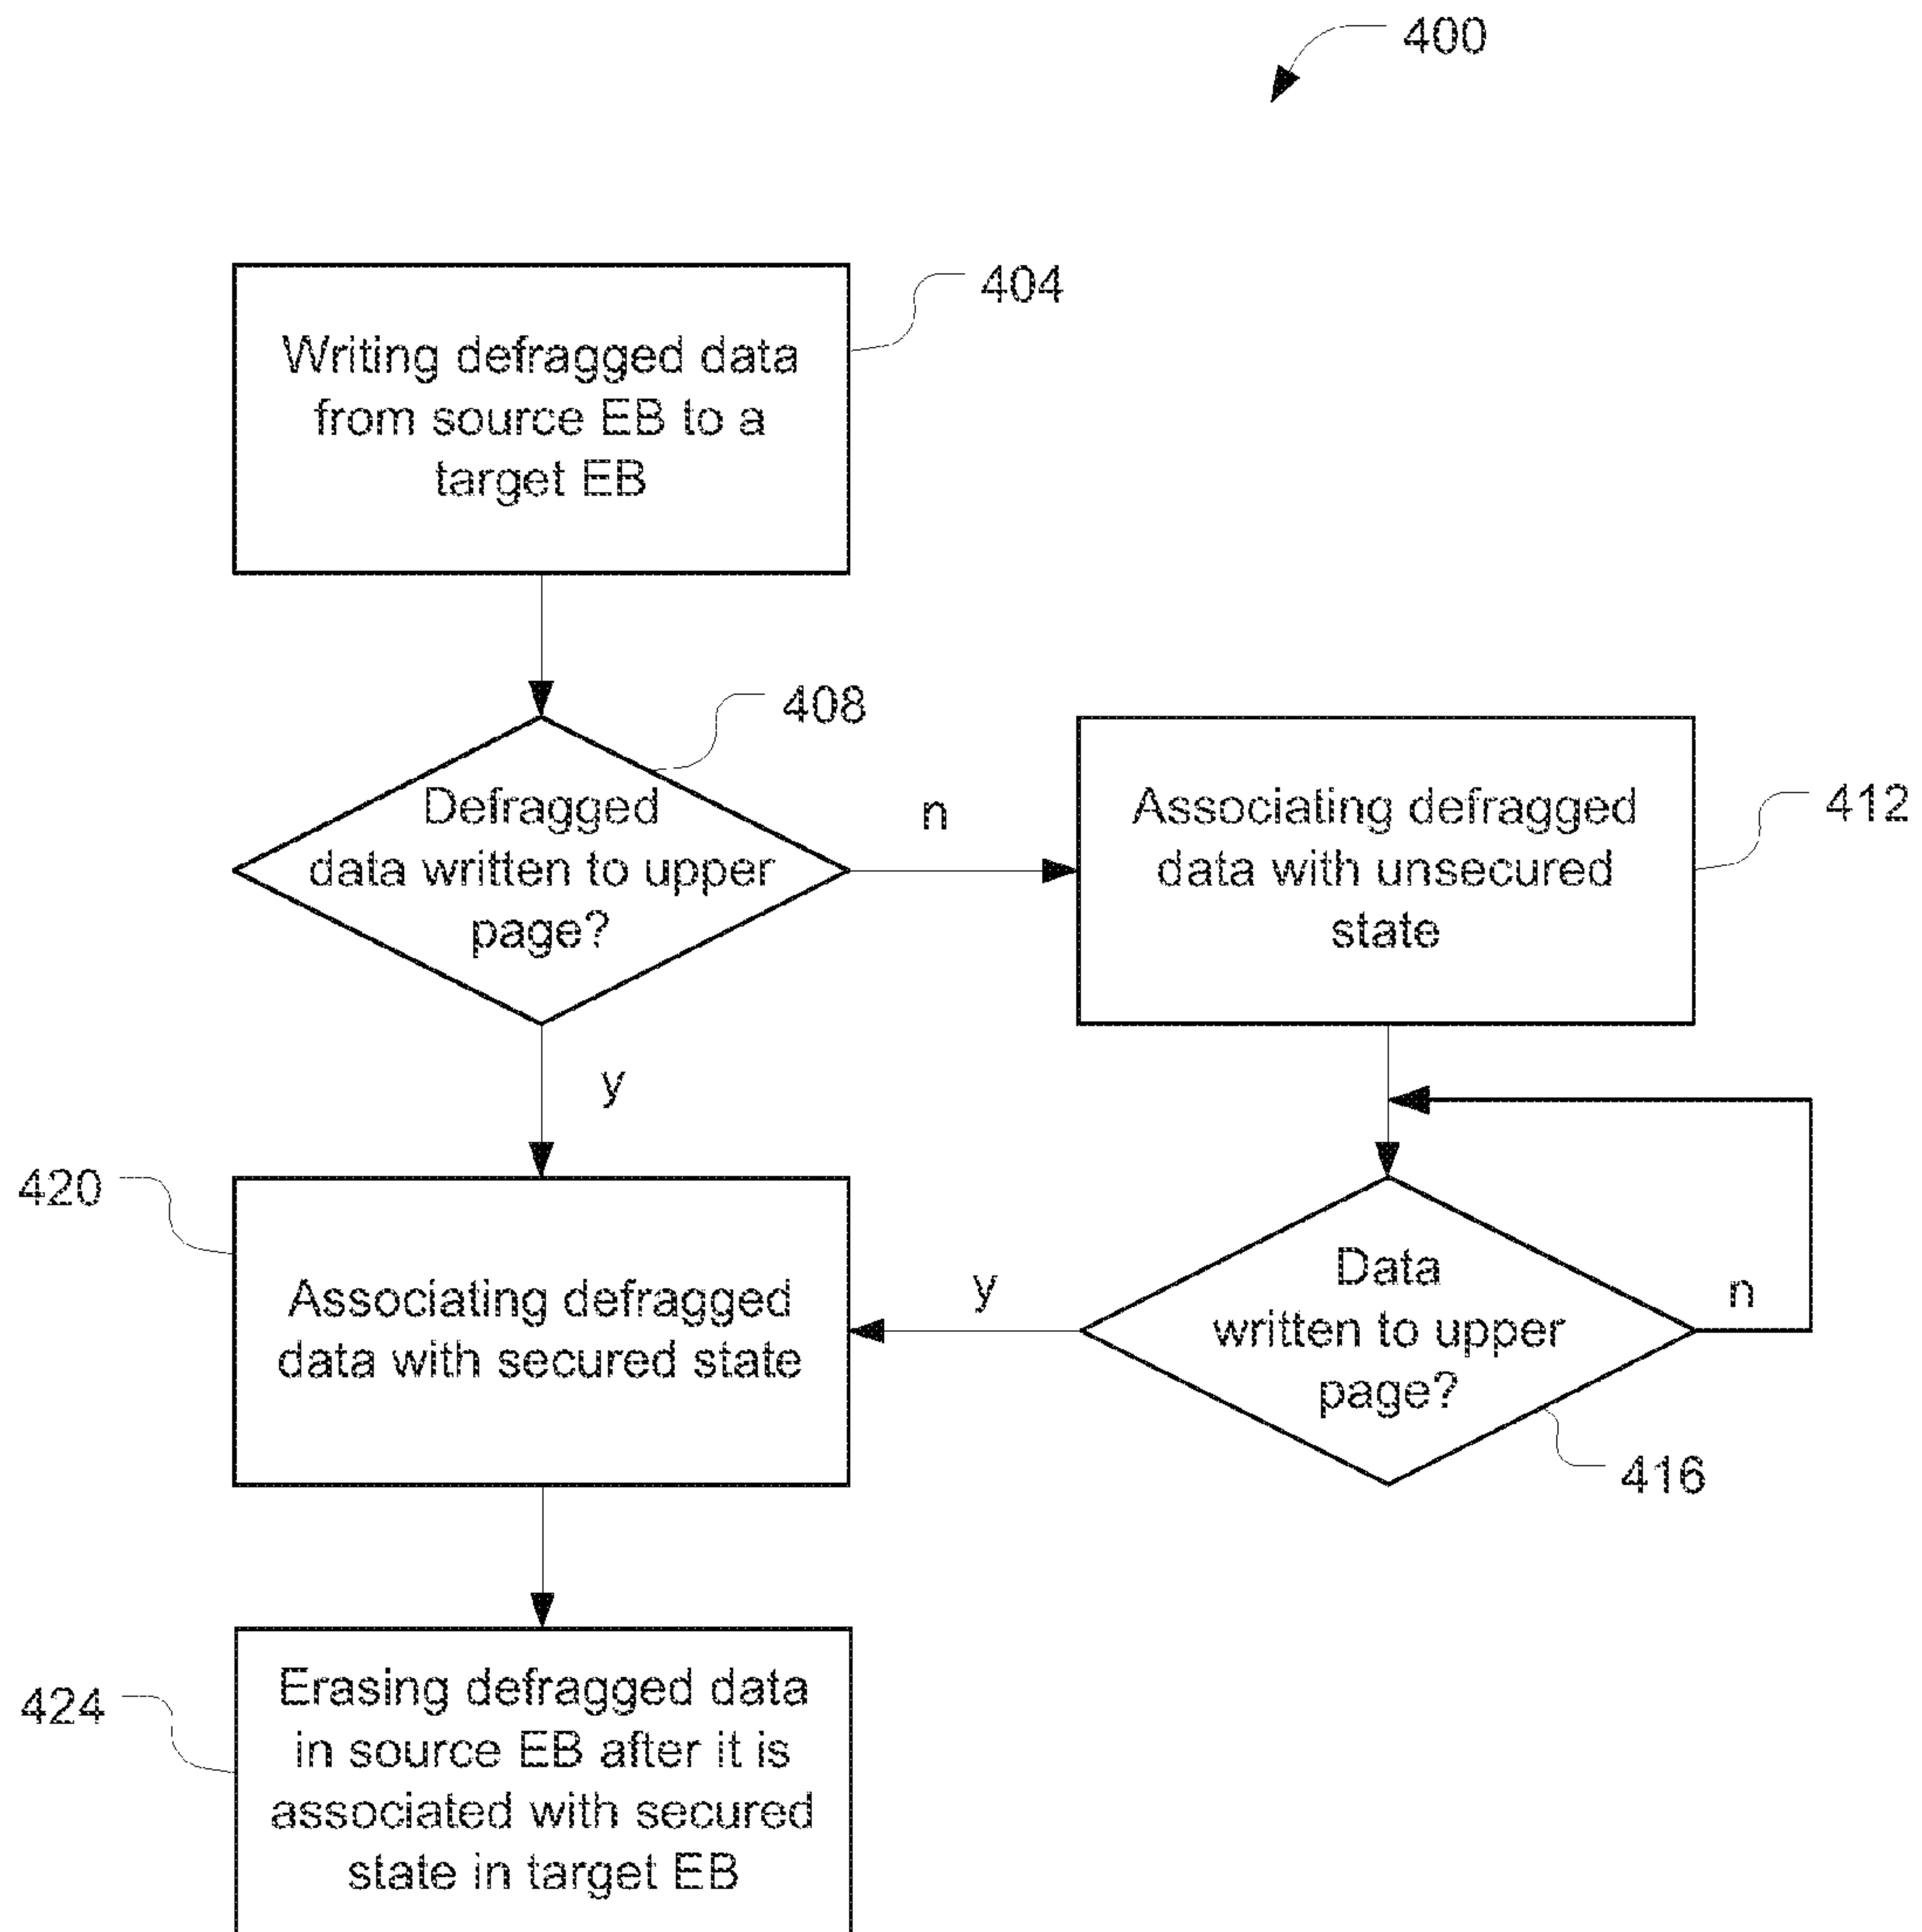 400
404
Writing defragged data
from source EB to a
target EB
408
Defragged
data written to upper
page?
n
412
Associating defragged
data with unsecured
state
y
420
Associating defragged
data with secured state
y
Data
written to upper
page?
n
416
424
Erasing defragged data
in source EB after it is
associated with secured
state in target EB